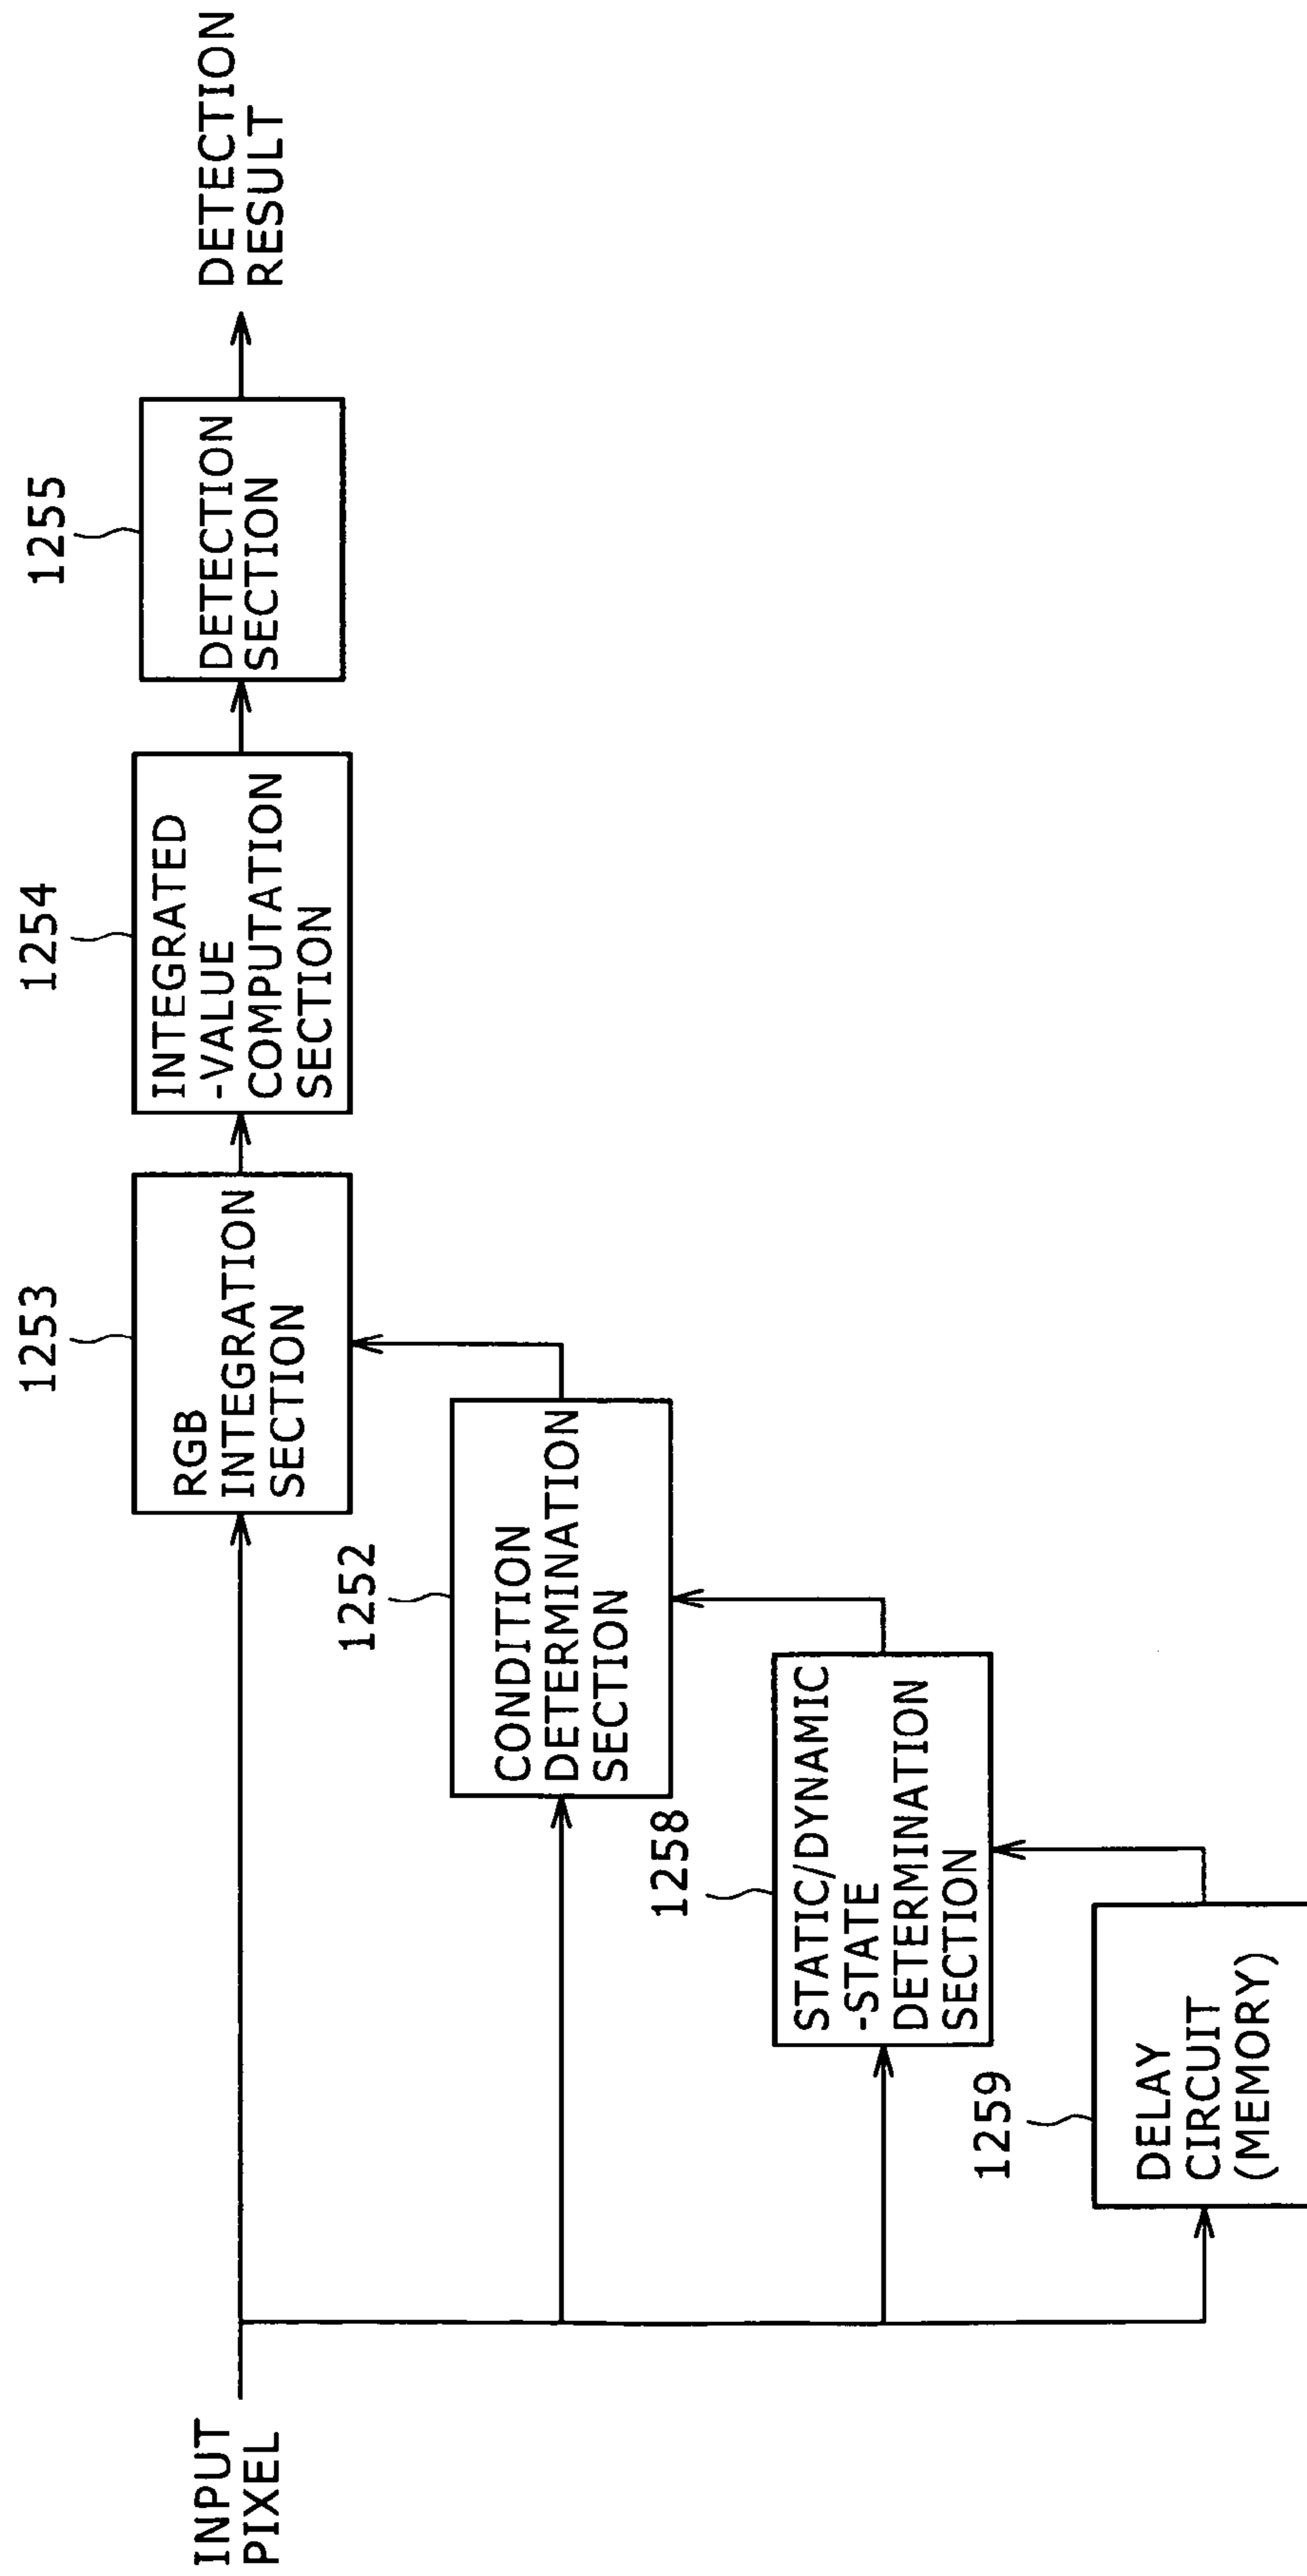 INPUT
PIXEL
1253
RGB
INTEGRATION
SECTION
1254
INTEGRATED
-VALUE
COMPUTATION
SECTION
1255
DETECTION
SECTION
DETECTION
RESULT
1252
CONDITION
DETERMINATION
SECTION
1258
STATIC/DYNAMIC
-STATE
DETERMINATION
SECTION
1259
DELAY
CIRCUIT
(MEMORY)